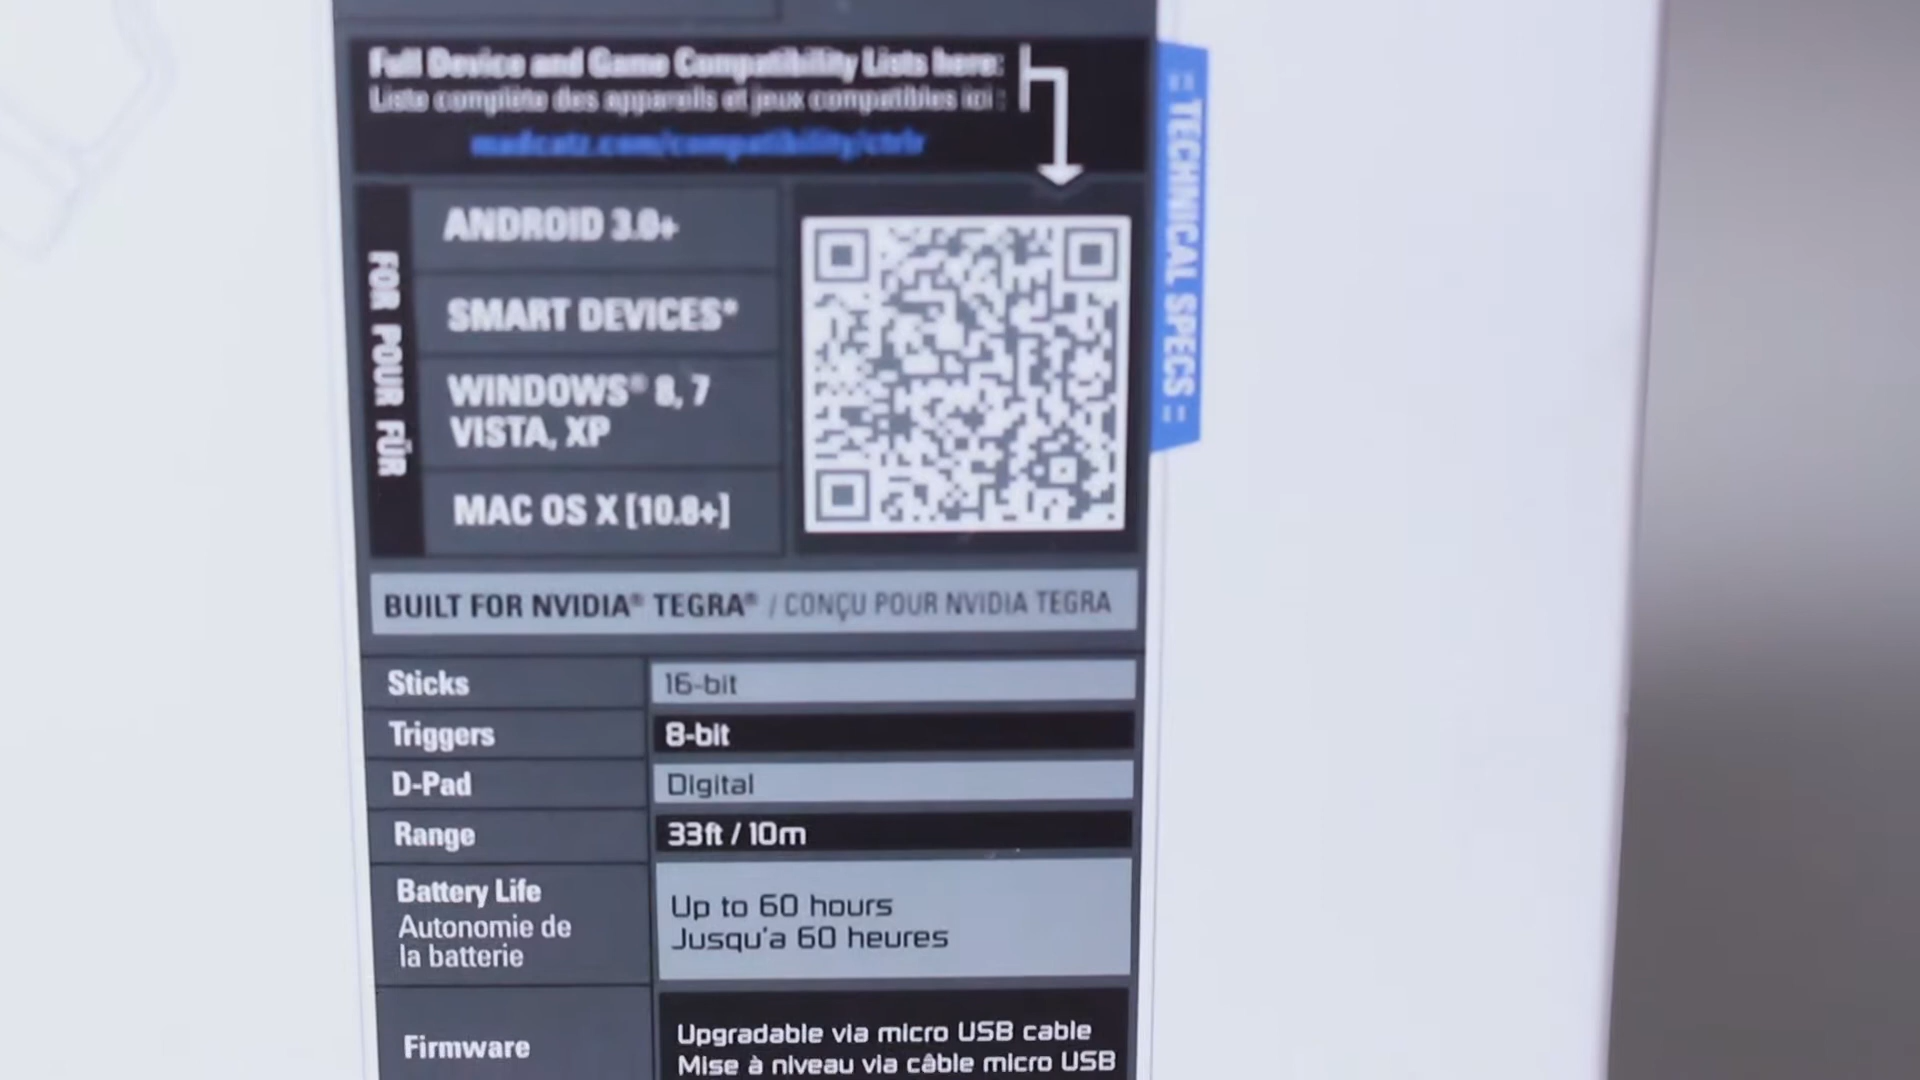 Full Device and Game Compatibility Lists here:
Liste complète des appareils et jeux compatibles ici :
madcatz.com/compatibility/ctrlr
:: TECHNICAL SPECS ::
FOR POUR FÜR
ANDROID 3.0+
SMART DEVICES*
WINDOWS® 8, 7
VISTA, XP
MAC OS X [10.8+]
BUILT FOR NVIDIA® TEGRA® / CONÇU POUR NVIDIA TEGRA
Sticks 16-bit
Triggers 8-bit
D-Pad Digital
Range 33ft / 10m
Battery Life
Autonomie de
la batterie
Up to 60 hours
Jusqu'a 60 heures
Firmware
Upgradable via micro USB cable
Mise à niveau via câble micro USB